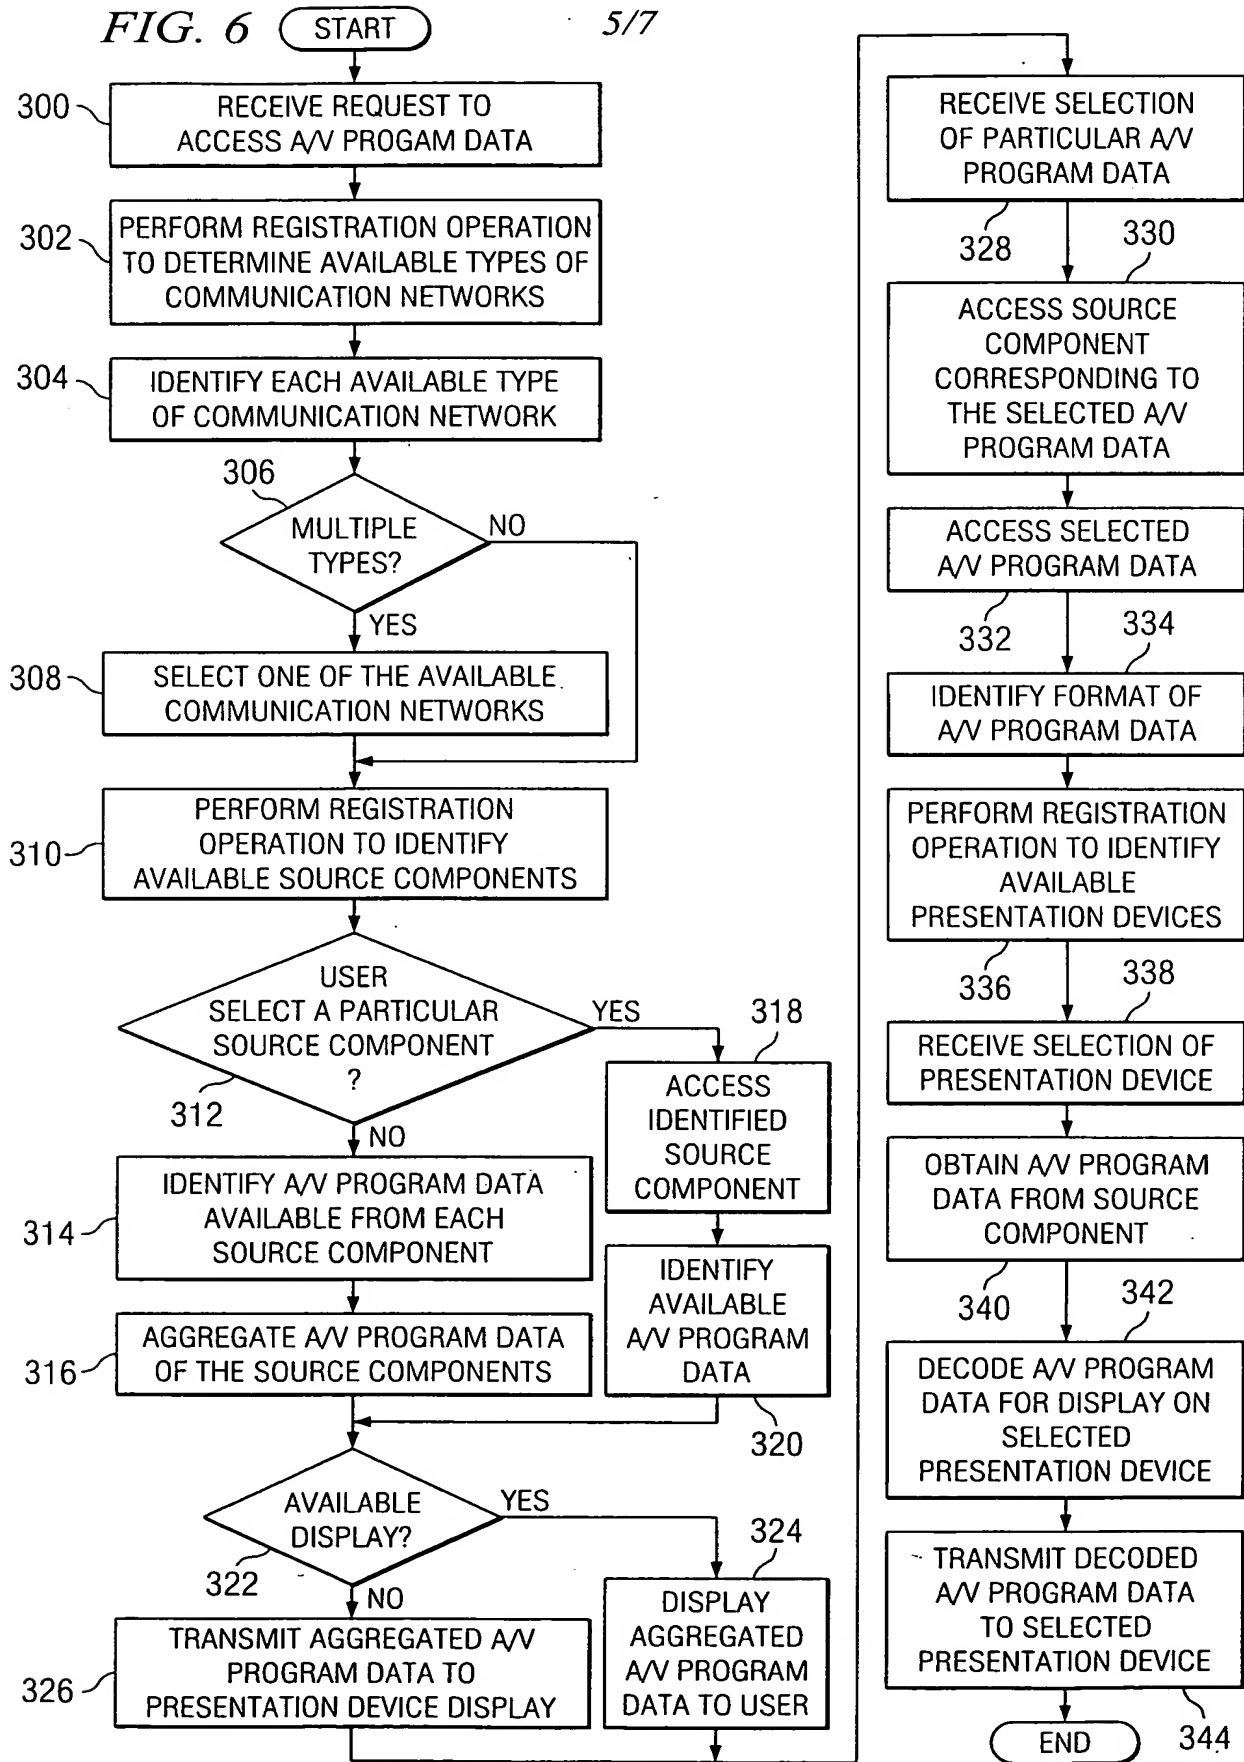 FIG. 6
START
5/7
300
RECEIVE REQUEST TO
ACCESS A/V PROGAM DATA
302
PERFORM REGISTRATION OPERATION
TO DETERMINE AVAILABLE TYPES OF
COMMUNICATION NETWORKS
304
IDENTIFY EACH AVAILABLE TYPE
OF COMMUNICATION NETWORK
306
MULTIPLE
TYPES?
NO
YES
308
SELECT ONE OF THE AVAILABLE
COMMUNICATION NETWORKS
310
PERFORM REGISTRATION
OPERATION TO IDENTIFY
AVAILABLE SOURCE COMPONENTS
USER
SELECT A PARTICULAR
SOURCE COMPONENT
?
312
YES
NO
314
IDENTIFY A/V PROGRAM DATA
AVAILABLE FROM EACH
SOURCE COMPONENT
316
AGGREGATE A/V PROGRAM DATA
OF THE SOURCE COMPONENTS
318
ACCESS
IDENTIFIED
SOURCE
COMPONENT
IDENTIFY
AVAILABLE
A/V PROGRAM
DATA
320
AVAILABLE
DISPLAY?
322
YES
NO
324
DISPLAY
AGGREGATED
A/V PROGRAM
DATA TO USER
326
TRANSMIT AGGREGATED A/V
PROGRAM DATA TO
PRESENTATION DEVICE DISPLAY
RECEIVE SELECTION
OF PARTICULAR A/V
PROGRAM DATA
328
330
ACCESS SOURCE
COMPONENT
CORRESPONDING TO
THE SELECTED A/V
PROGRAM DATA
ACCESS SELECTED
A/V PROGRAM DATA
332
334
IDENTIFY FORMAT OF
A/V PROGRAM DATA
PERFORM REGISTRATION
OPERATION TO IDENTIFY
AVAILABLE
PRESENTATION DEVICES
336
338
RECEIVE SELECTION OF
PRESENTATION DEVICE
OBTAIN A/V PROGRAM
DATA FROM SOURCE
COMPONENT
340
342
DECODE A/V PROGRAM
DATA FOR DISPLAY ON
SELECTED
PRESENTATION DEVICE
TRANSMIT DECODED
A/V PROGRAM DATA
TO SELECTED
PRESENTATION DEVICE
344
END